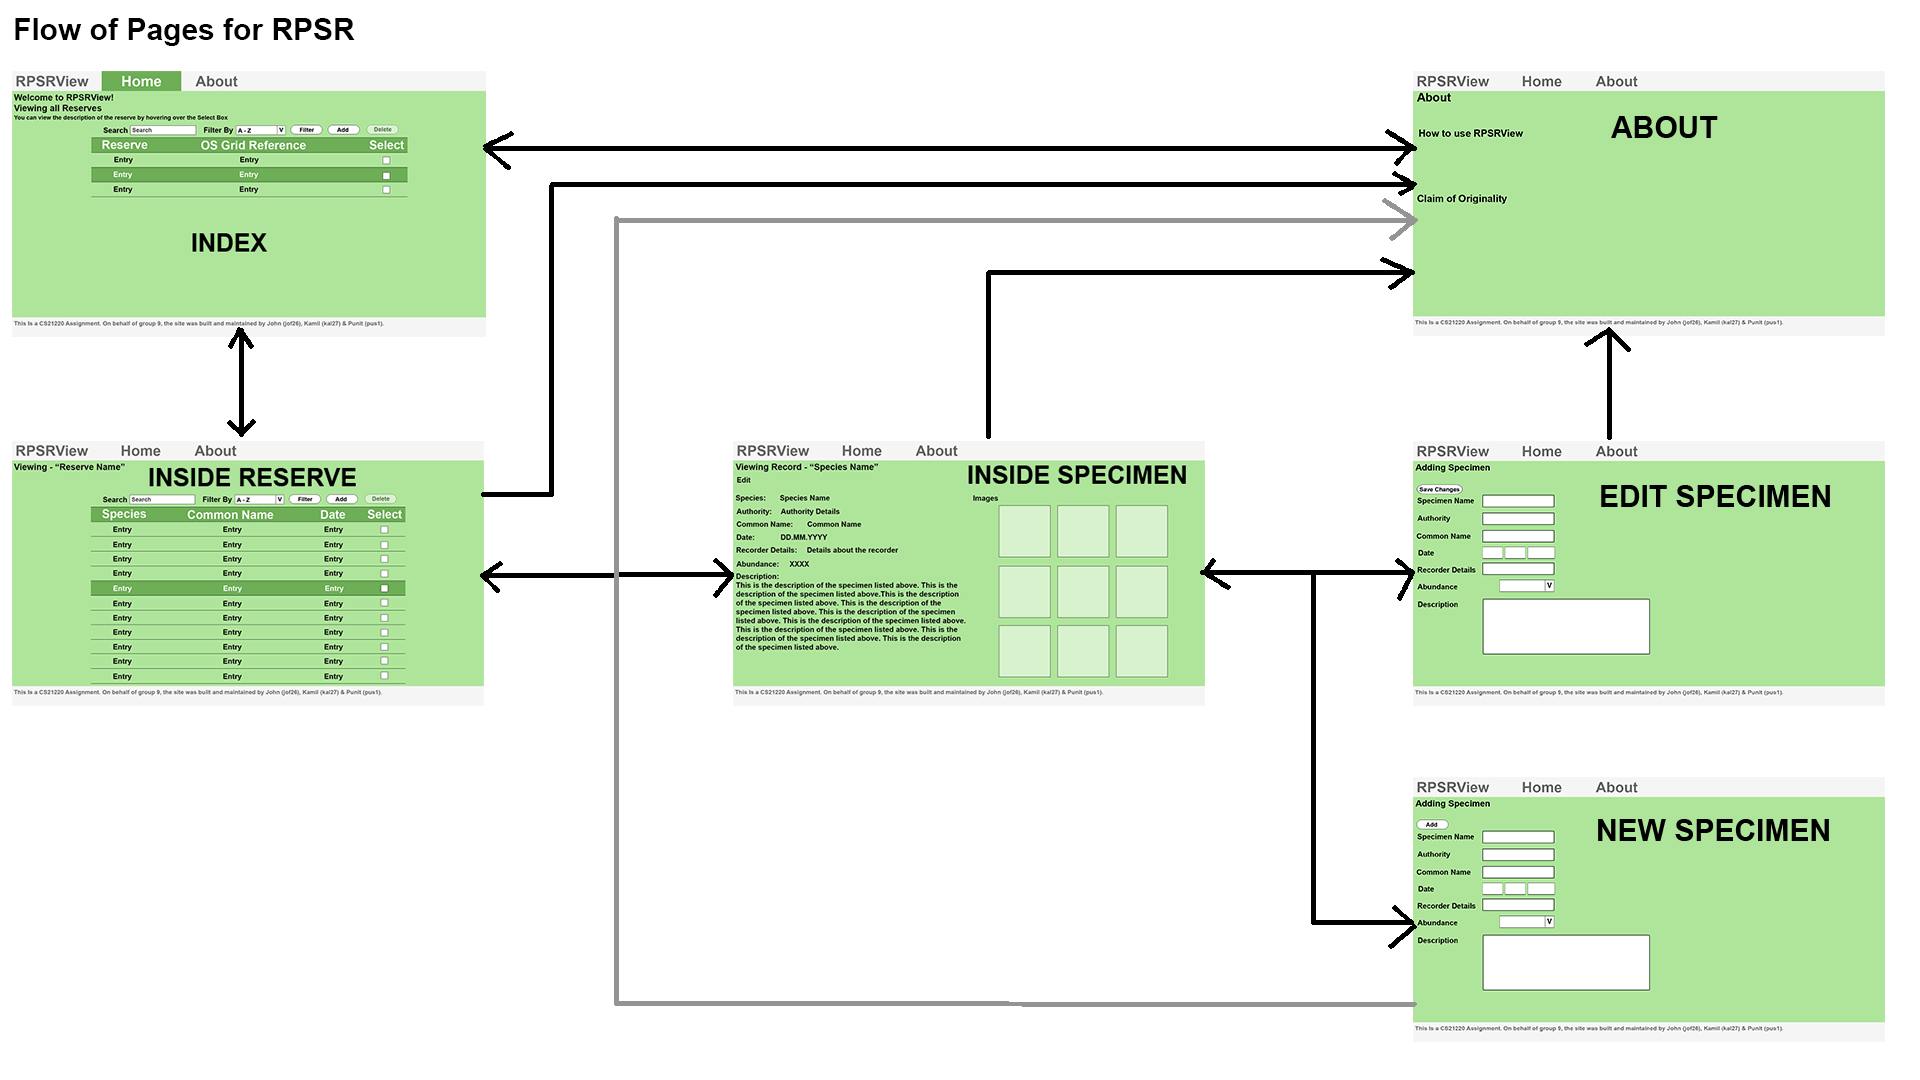 Flow of Pages for RPSR
RPSRView Home About
Welcome to RPSRView!
Viewing all Reserves
You can view the description of the reserve by hovering over the Select Box
Search Search Filter By A - Z V Filter Add Delete
Reserve OS Grid Reference Select
Entry Entry
Entry Entry
Entry Entry
INDEX
This Is a CS21220 Assignment. On behalf of group 9, the site was built and maintained by John (jof26), Kamil (kal27) & Punit (pus1).
RPSRView Home About
About
ABOUT
How to use RPSRView
Claim of Originality
This Is a CS21220 Assignment. On behalf of group 9, the site was built and maintained by John (jof26), Kamil (kal27) & Punit (pus1).
RPSRView Home About
Viewing - “Reserve Name”
INSIDE RESERVE
Search Search Filter By A - Z V Filter Add Delete
Species Common Name Date Select
Entry Entry Entry
Entry Entry Entry
Entry Entry Entry
Entry Entry Entry
Entry Entry Entry
Entry Entry Entry
Entry Entry Entry
Entry Entry Entry
Entry Entry Entry
Entry Entry Entry
Entry Entry Entry
This Is a CS21220 Assignment. On behalf of group 9, the site was built and maintained by John (jof26), Kamil (kal27) & Punit (pus1).
RPSRView Home About
Viewing Record - “Species Name”
INSIDE SPECIMEN
Edit
Species: Species Name
Images
Authority: Authority Details
Common Name: Common Name
Date: DD.MM.YYYY
Recorder Details: Details about the recorder
Abundance: XXXX
Description:
This is the description of the specimen listed above. This is the
description of the specimen listed above.This is the description
of the specimen listed above. This is the description of the
specimen listed above. This is the description of the specimen
listed above. This is the description of the specimen listed above.
This is the description of the specimen listed above. This is the
description of the specimen listed above. This is the description
of the specimen listed above.
This Is a CS21220 Assignment. On behalf of group 9, the site was built and maintained by John (jof26), Kamil (kal27) & Punit (pus1).
RPSRView Home About
Adding Specimen
EDIT SPECIMEN
Save Changes
Specimen Name
Authority
Common Name
Date
Recorder Details
Abundance V
Description
This Is a CS21220 Assignment. On behalf of group 9, the site was built and maintained by John (jof26), Kamil (kal27) & Punit (pus1).
RPSRView Home About
Adding Specimen
NEW SPECIMEN
Add
Specimen Name
Authority
Common Name
Date
Recorder Details
Abundance V
Description
This Is a CS21220 Assignment. On behalf of group 9, the site was built and maintained by John (jof26), Kamil (kal27) & Punit (pus1).